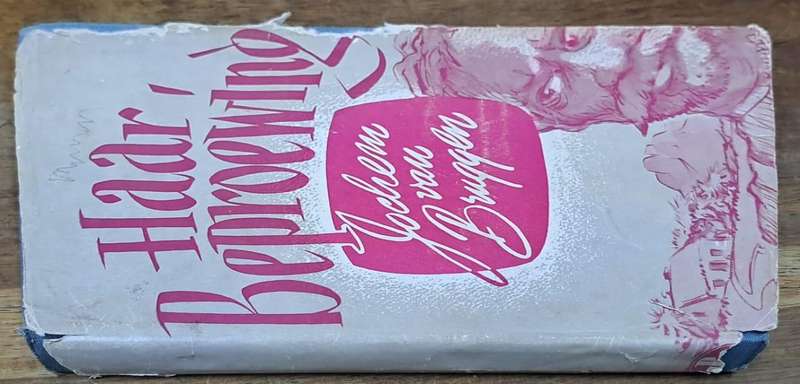 Haar
Beproewing
Jochem
van
Bruggen